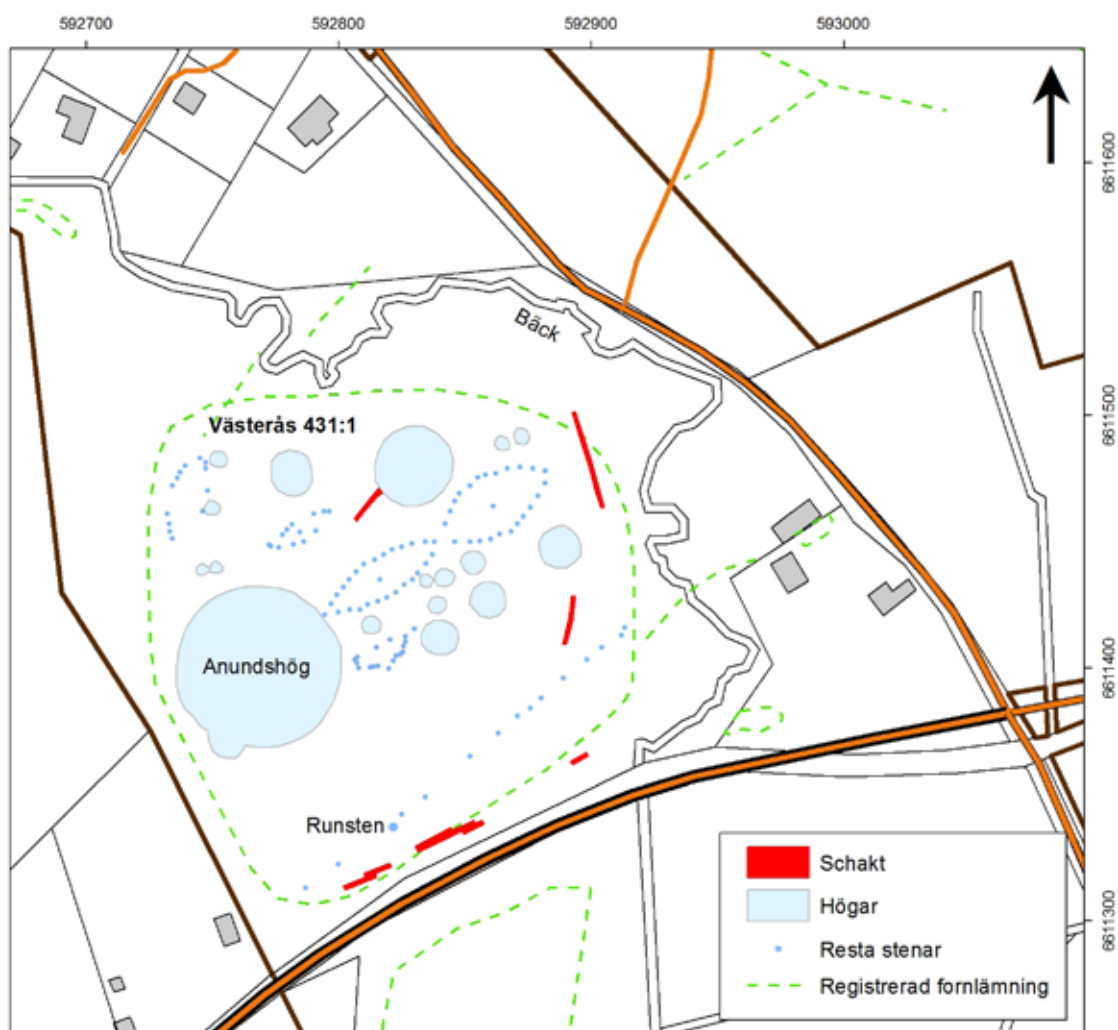 592700
592800
592900
593000
6611600
Bäck
Västerås 431:1
6611500
Anundshög
6611400
Runsten
Schakt
Högar
6611300
Resta stenar
Registrerad fornlämning